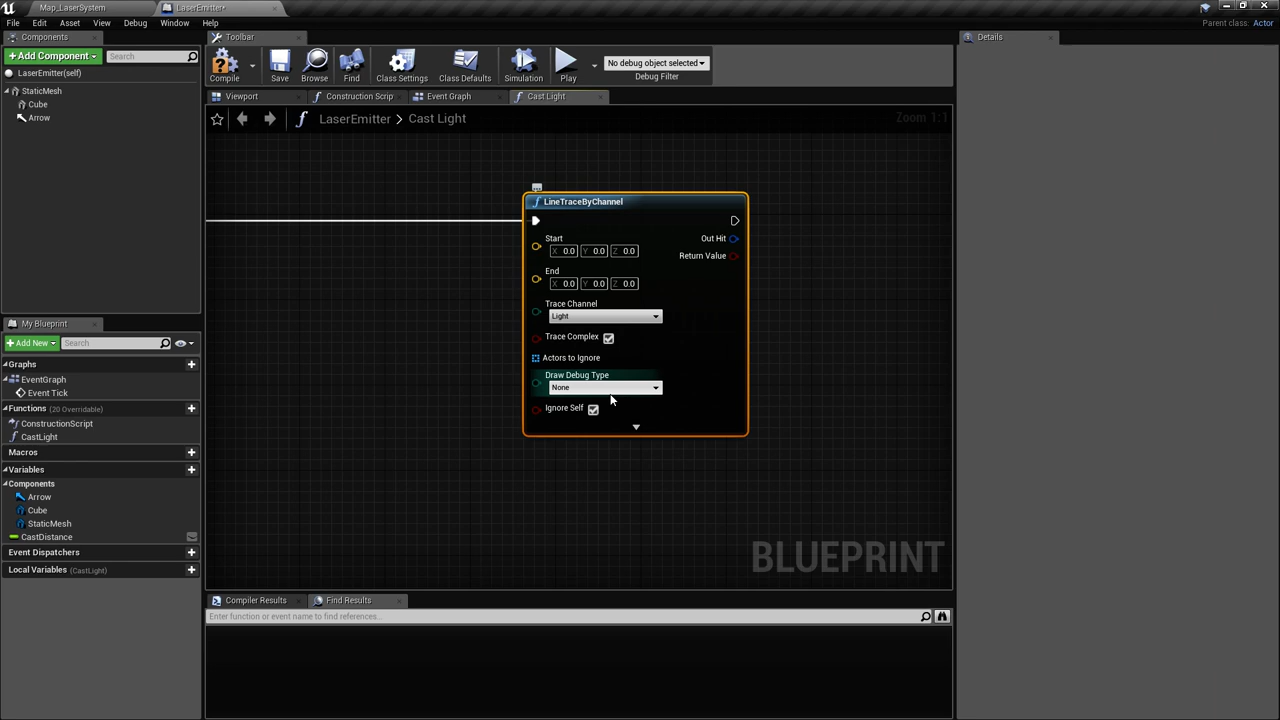 Map_LaserSystem
LaserEmitter*
File Edit Asset View Debug Window Help
Parent class: Actor
Components
Add Component
Search
LaserEmitter(self)
StaticMesh
Cube
Arrow
My Blueprint
Add New
Search
Graphs
EventGraph
Event Tick
Functions (20 Overridable)
ConstructionScript
CastLight
Macros
Variables
Components
Arrow
Cube
StaticMesh
CastDistance
Event Dispatchers
Local Variables (CastLight)
Toolbar
Compile
Save
Browse
Find
Class Settings
Class Defaults
Simulation
Play
No debug object selected
Debug Filter
Viewport
Construction Scrip
Event Graph
Cast Light
LaserEmitter > Cast Light
Zoom 1:1
LineTraceByChannel
Start
X 0.0 Y 0.0 Z 0.0
Out Hit
Return Value
End
X 0.0 Y 0.0 Z 0.0
Trace Channel
Light
Trace Complex
Actors to Ignore
Draw Debug Type
None
Ignore Self
BLUEPRINT
Compiler Results
Find Results
Enter function or event name to find references...
Details